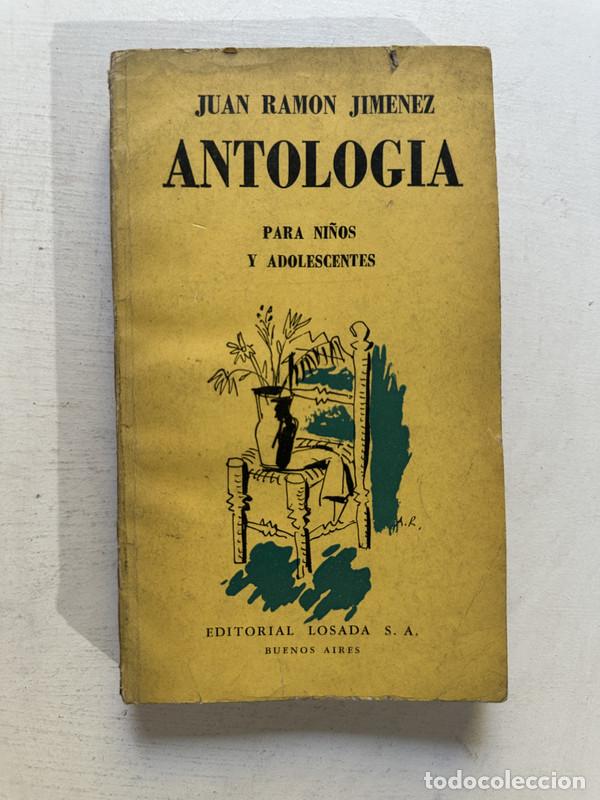 JUAN RAMON JIMENEZ
ANTOLOGIA
PARA NIÑOS
Y ADOLESCENTES
A.R.
EDITORIAL LOSADA S. A.
BUENOS AIRES
todocoleccion